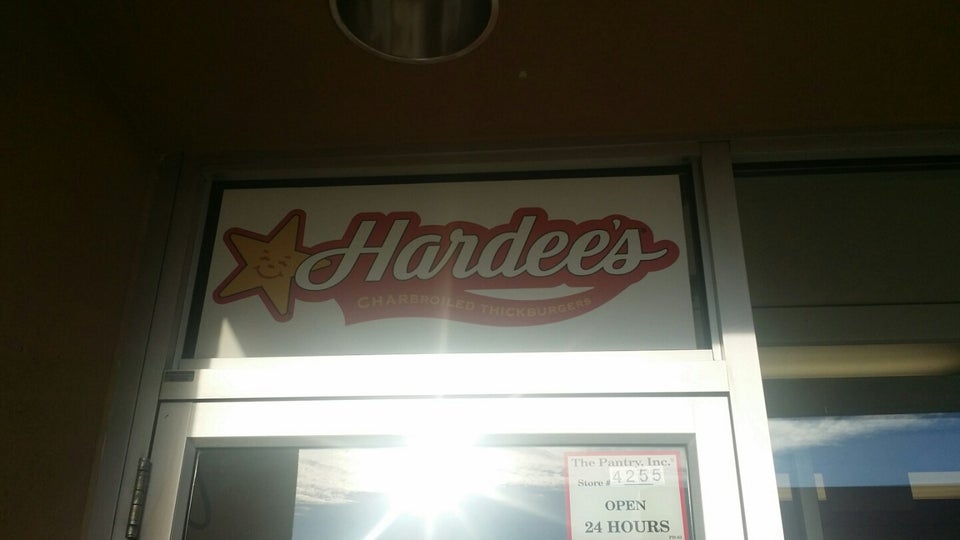 Hardee's
CHARBROILED THICKBURGERS
The Pantry, Inc.
Store # 4255
OPEN
24 HOURS